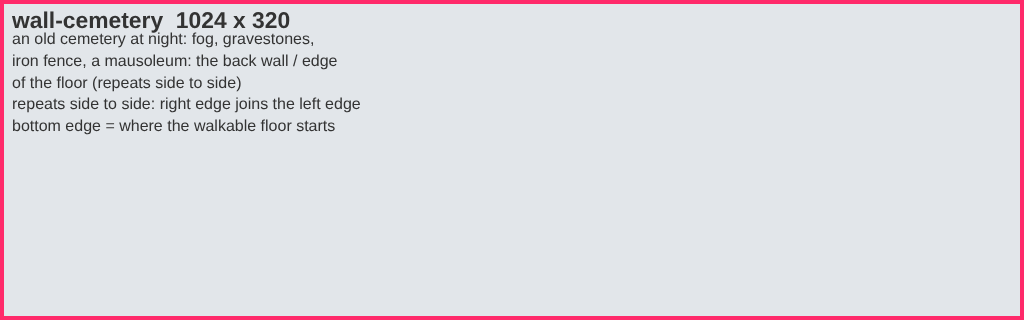 wall-cemetery  1024 x 320
an old cemetery at night: fog, gravestones,
iron fence, a mausoleum: the back wall / edge
of the floor (repeats side to side)
repeats side to side: right edge joins the left edge
bottom edge = where the walkable floor starts